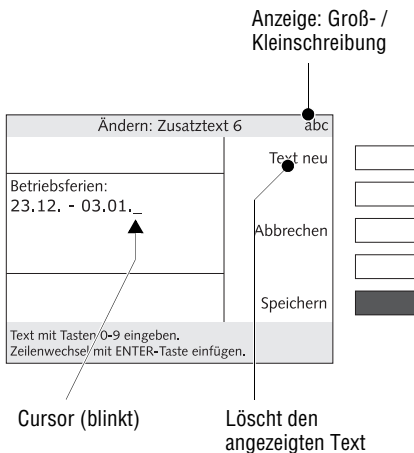 Anzeige: Groß- /
Kleinschreibung
Ändern: Zusatztext 6 abc
Text neu
Betriebsferien:
23.12. - 03.01._
Abbrechen
Speichern
Text mit Tasten 0-9 eingeben.
Zeilenwechsel mit ENTER-Taste einfügen.
Cursor (blinkt)
Löscht den
angezeigten Text